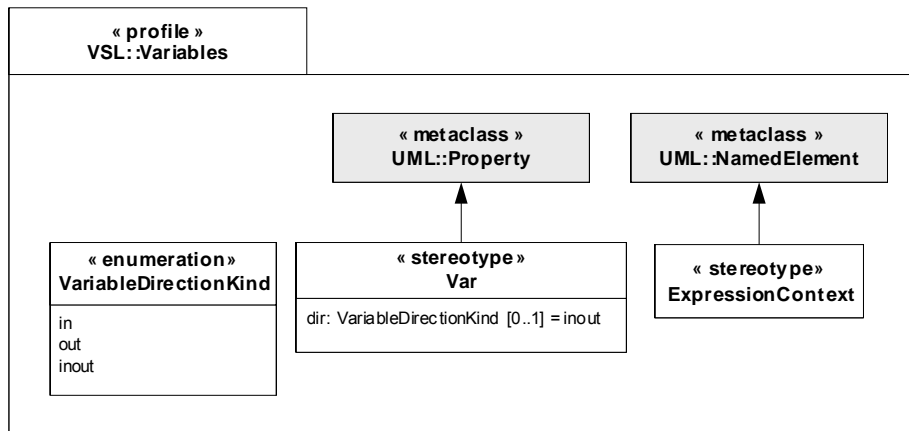 « profile »
VSL::Variables
« metaclass »
UML::Property
« metaclass »
UML::NamedElement
« enumeration»
VariableDirectionKind
in
out
inout
« stereotype»
Var
dir: VariableDirectionKind [0..1] = inout
« stereotype»
ExpressionContext